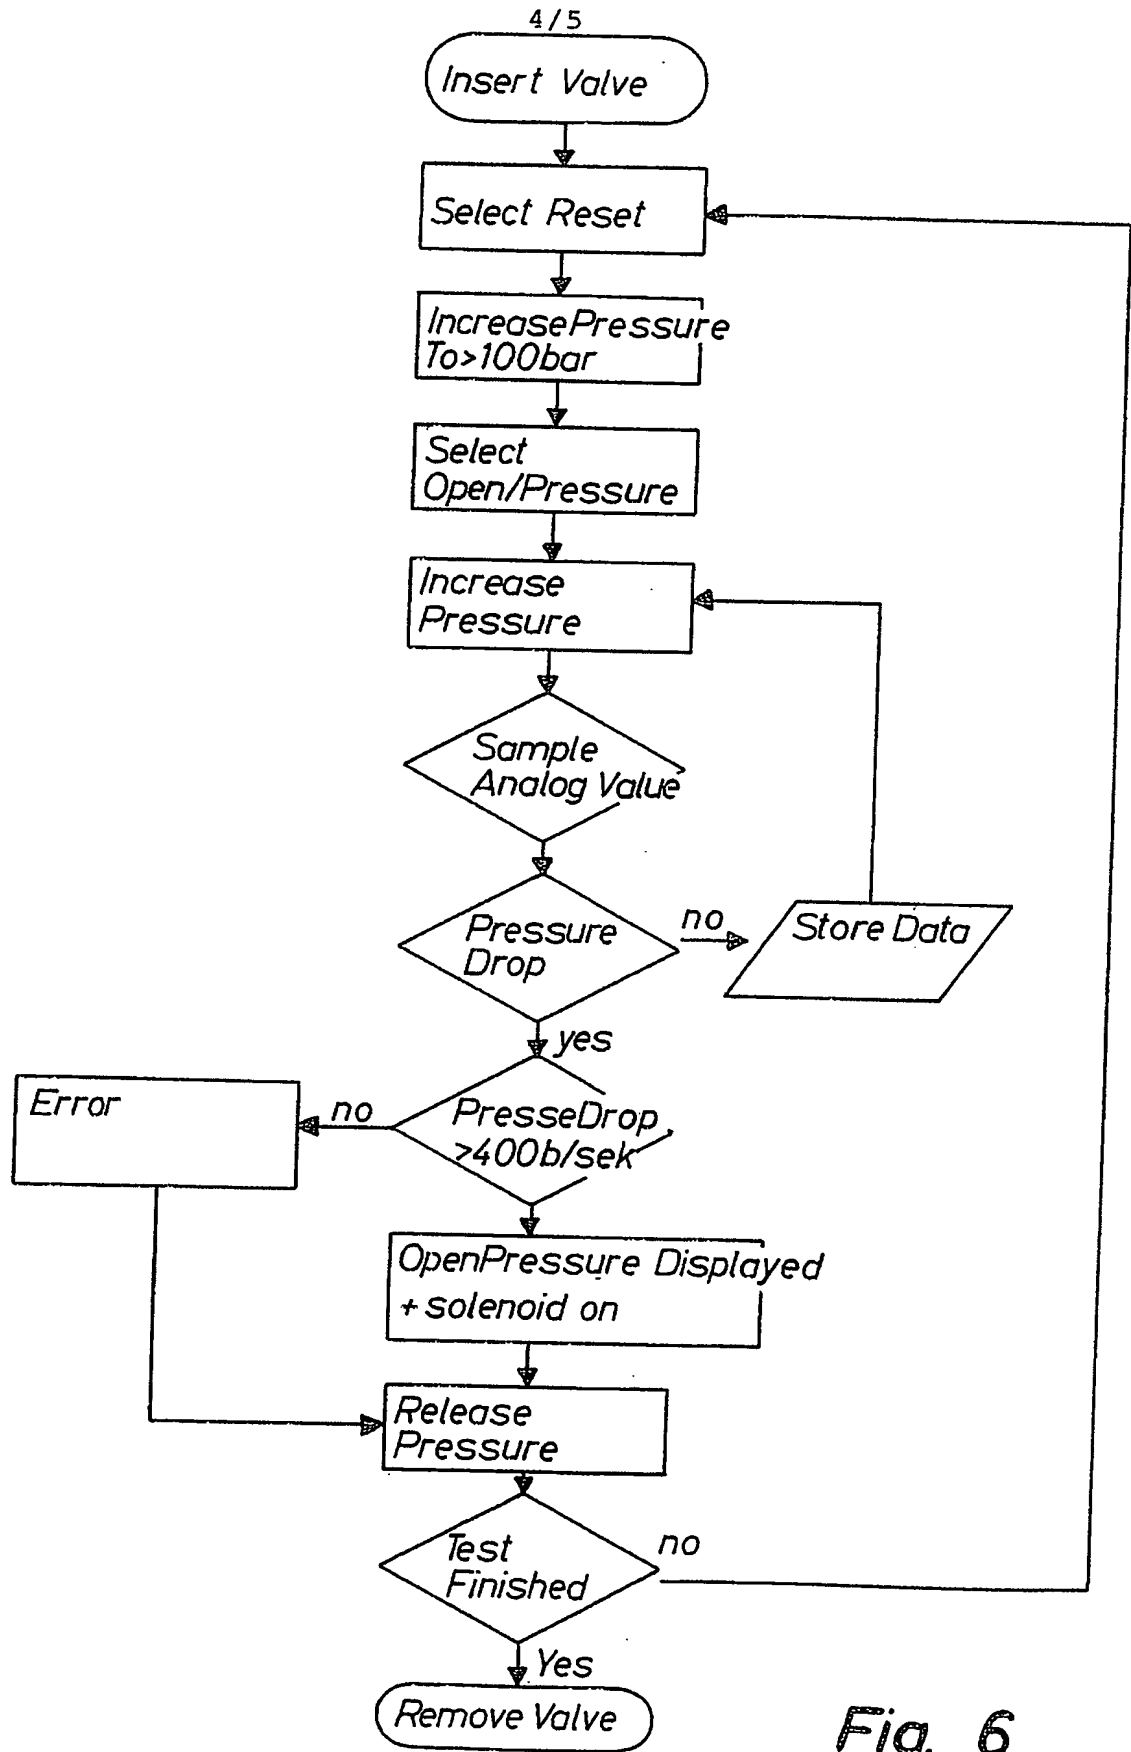 4/5
Insert Valve
Select Reset
Increase Pressure
To>100bar
Select
Open/Pressure
Increase
Pressure
Sample
Analog Value
Pressure
Drop
no
Store Data
yes
Error
no
PresseDrop
>400b/sek
OpenPressure Displayed
+ solenoid on
Release
Pressure
Test
Finished
no
Yes
Remove Valve
Fig. 6